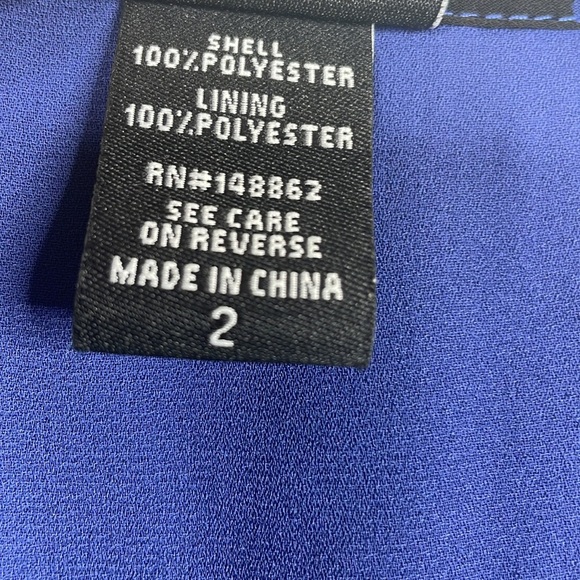 SHELL
100%POLYESTER
LINING
100%POLYESTER
RN#148862
SEE CARE
ON REVERSE
MADE IN CHINA
2